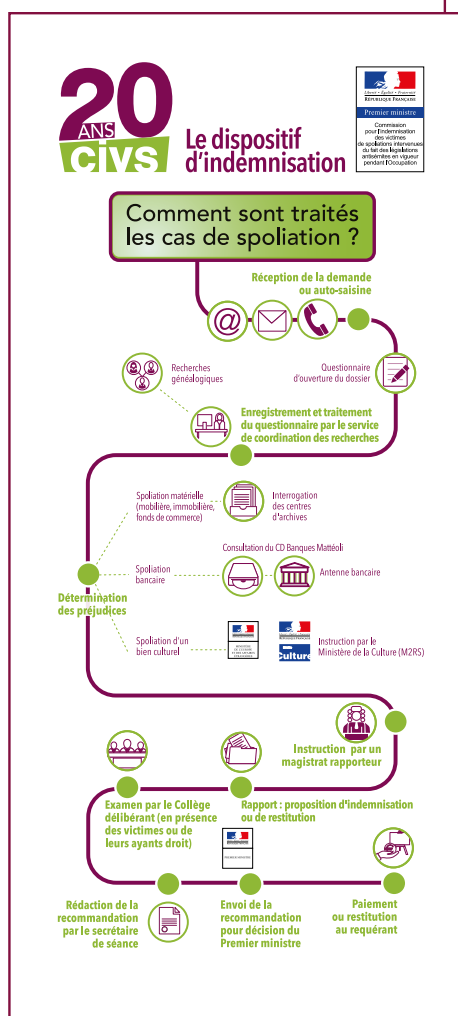 20
ANS
civs
Le dispositif
d'indemnisation
Liberté • Égalité • Fraternité
RÉPUBLIQUE FRANÇAISE
Premier ministre
Commission
pour l'indemnisation
des victimes
de spoliations intervenues
du fait des législations
antisémites en vigueur
pendant l'Occupation
Comment sont traités
les cas de spoliation ?
Réception de la demande
ou auto-saisine
@
Recherches
généalogiques
Questionnaire
d'ouverture du dossier
Enregistrement et traitement
du questionnaire par le service
de coordination des recherches
Spoliation matérielle
(mobilière, immobilière,
fonds de commerce)
Interrogation
des centres
d'archives
Consultation du CD Banques Mattéoli
Spoliation
bancaire
Antenne bancaire
Détermination
des préjudices
Spoliation d'un
bien culturel
Culture
Instruction par le
Ministère de la Culture (M2RS)
Instruction par un
magistrat rapporteur
Examen par le Collège
délibérant (en présence
des victimes ou de
leurs ayants droit)
Rapport : proposition d'indemnisation
ou de restitution
PREMIER MINISTRE
Rédaction de la
recommandation
par le secrétaire
de séance
Envoi de la
recommandation
pour décision du
Premier ministre
Paiement
ou restitution
au requérant